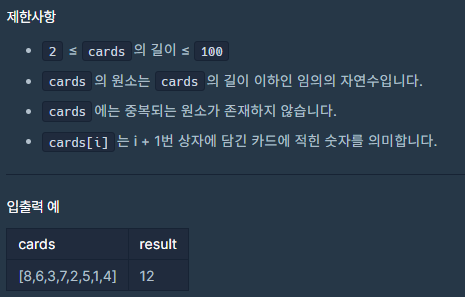 제한사항
2 ≤ cards 의 길이 ≤ 100
cards 의 원소는 cards 의 길이 이하인 임의의 자연수입니다.
cards 에는 중복되는 원소가 존재하지 않습니다.
cards[i] 는 i + 1번 상자에 담긴 카드에 적힌 숫자를 의미합니다.
입출력 예
cards result
[8,6,3,7,2,5,1,4] 12